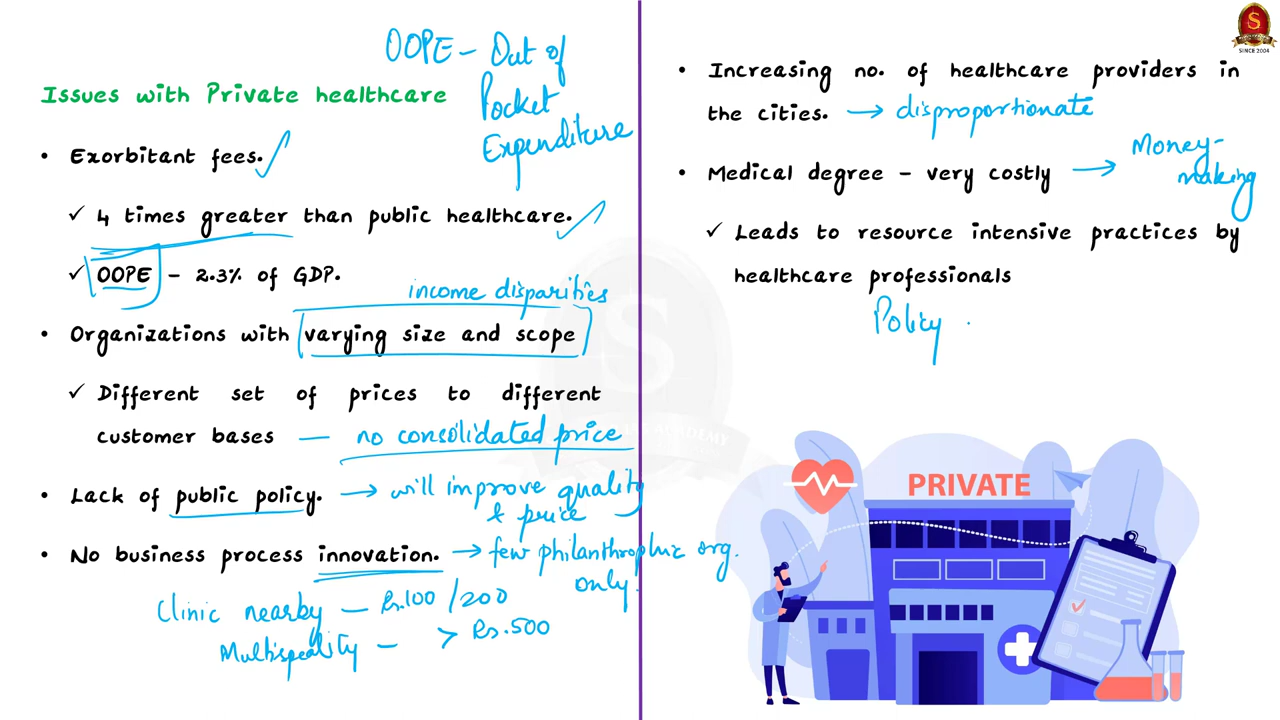 OOPE - Out of
Pocket
Expenditure
Issues with Private healthcare
• Exorbitant fees.
✓ 4 times greater than public healthcare.
✓ OOPE - 2.3% of GDP.
income disparities
• Organizations with varying size and scope
✓ Different set of prices to different
customer bases — no consolidated price
• Lack of public policy. → will improve quality
& price
• No business process innovation. → few philanthrophic org.
only.
Clinic nearby — Rs.100 /200
Multispeality — > Rs.500
• Increasing no. of healthcare providers in
the cities. → disproportionate
Money-
making
• Medical degree - very costly →
✓ Leads to resource intensive practices by
healthcare professionals
Policy
PRIVATE
S
SINCE 2004